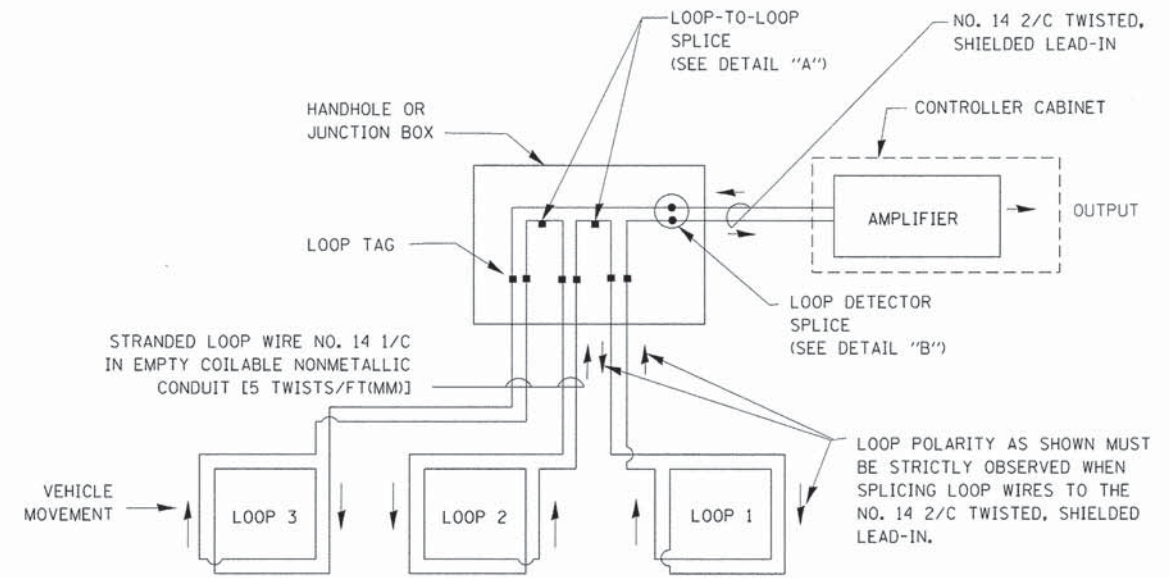 LOOP-TO-LOOP
SPLICE
(SEE DETAIL "A")
NO. 14 2/C TWISTED,
SHIELDED LEAD-IN
HANDHOLE OR
JUNCTION BOX
CONTROLLER CABINET
AMPLIFIER
OUTPUT
LOOP TAG
LOOP DETECTOR
SPLICE
(SEE DETAIL "B")
STRANDED LOOP WIRE NO. 14 1/C
IN EMPTY COILABLE NONMETALLIC
CONDUIT [5 TWISTS/FT(MM)]
LOOP POLARITY AS SHOWN MUST
BE STRICTLY OBSERVED WHEN
SPLICING LOOP WIRES TO THE
NO. 14 2/C TWISTED, SHIELDED
LEAD-IN.
VEHICLE
MOVEMENT
LOOP 3
LOOP 2
LOOP 1